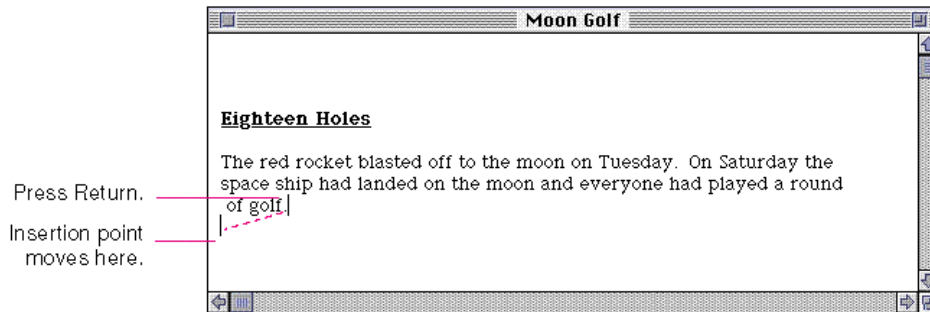 Moon Golf
Eighteen Holes
The red rocket blasted off to the moon on Tuesday.  On Saturday the
space ship had landed on the moon and everyone had played a round
of golf.
Press Return.
Insertion point
moves here.